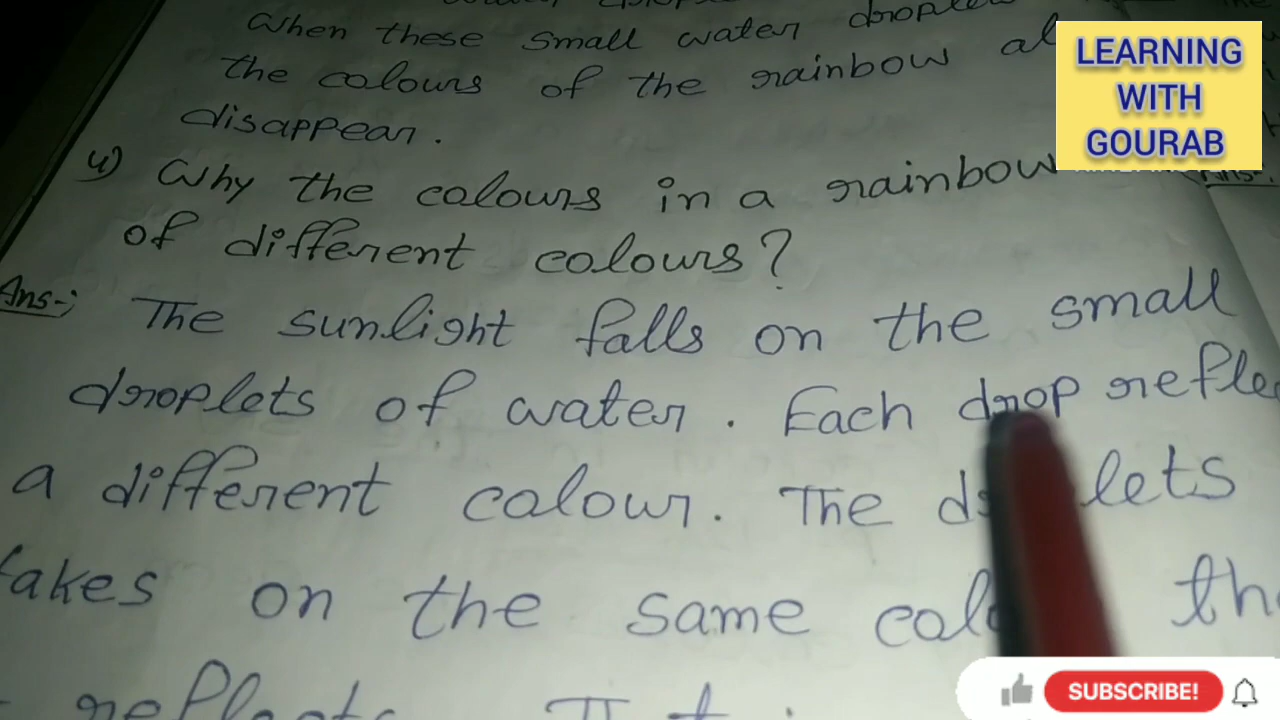 When these small water
the colours of the rainbow
disappear.
4) Why the colours in a rainbow
of different colours?
Ans-; The sunlight falls on the small
droplets of water. Each drop
a different colour. The
on the same
LEARNING
WITH
GOURAB
SUBSCRIBE!